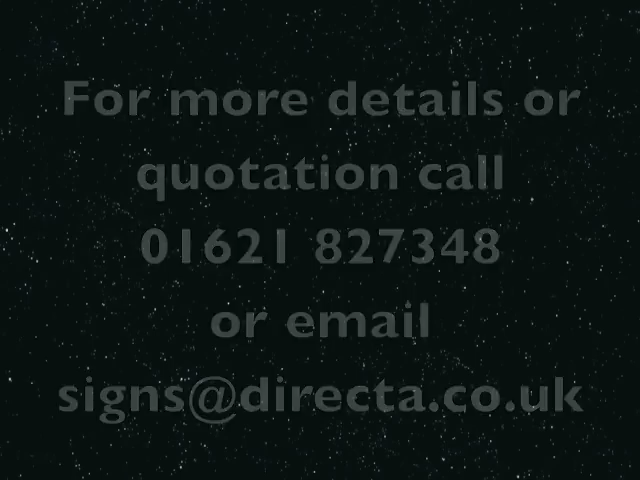 For more details or
quotation call
01621 827348
or email
signs@directa.co.uk